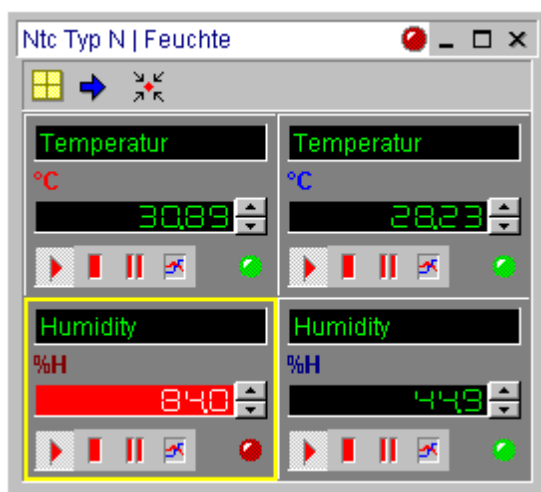 Ntc Typ N | Feuchte
Temperatur
°C
30.89
Temperatur
°C
28.23
Humidity
%H
84.0
Humidity
%H
44.9